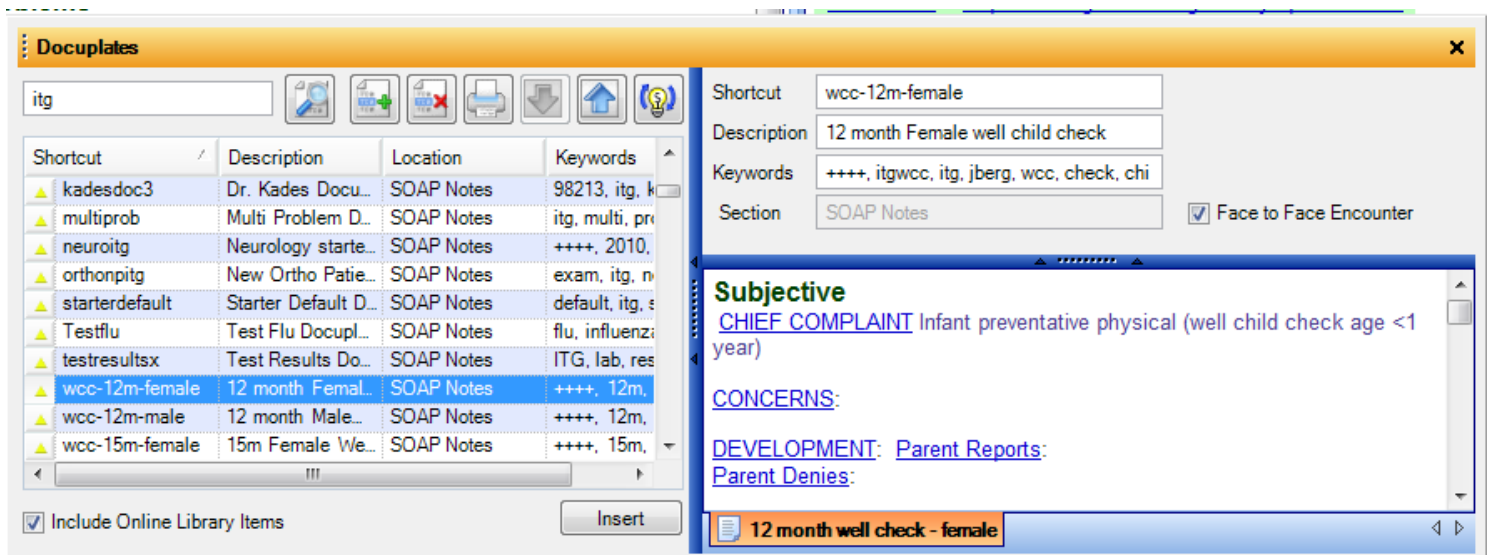 Docuplates
itg
Shortcut Description Location Keywords
kadesdoc3 Dr. Kades Docu... SOAP Notes 98213, itg, k
multiprob Multi Problem D... SOAP Notes itg, multi, pro
neuroitg Neurology starte... SOAP Notes ++++, 2010,
orthonpitg New Ortho Patie... SOAP Notes exam, itg, n
starterdefault Starter Default D... SOAP Notes default, itg, s
Testflu Test Flu Docupl... SOAP Notes flu, influenza
testresultsx Test Results Do... SOAP Notes ITG, lab, res
wcc-12m-female 12 month Femal... SOAP Notes ++++, 12m,
wcc-12m-male 12 month Male... SOAP Notes ++++, 12m,
wcc-15m-female 15m Female We... SOAP Notes ++++, 15m,
Include Online Library Items
Insert
Shortcut wcc-12m-female
Description 12 month Female well child check
Keywords ++++, itgwcc, itg, jberg, wcc, check, chi
Section SOAP Notes Face to Face Encounter
Subjective
CHIEF COMPLAINT Infant preventative physical (well child check age <1
year)
CONCERNS:
DEVELOPMENT: Parent Reports:
Parent Denies:
12 month well check - female